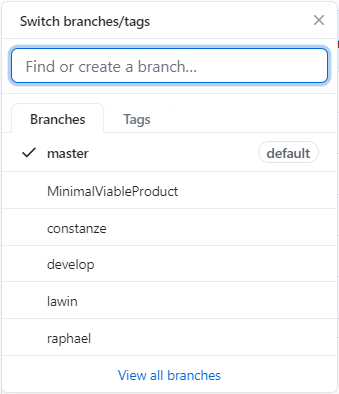 Switch branches/tags
Find or create a branch...
Branches Tags
master default
MinimalViableProduct
constanze
develop
lawin
raphael
View all branches